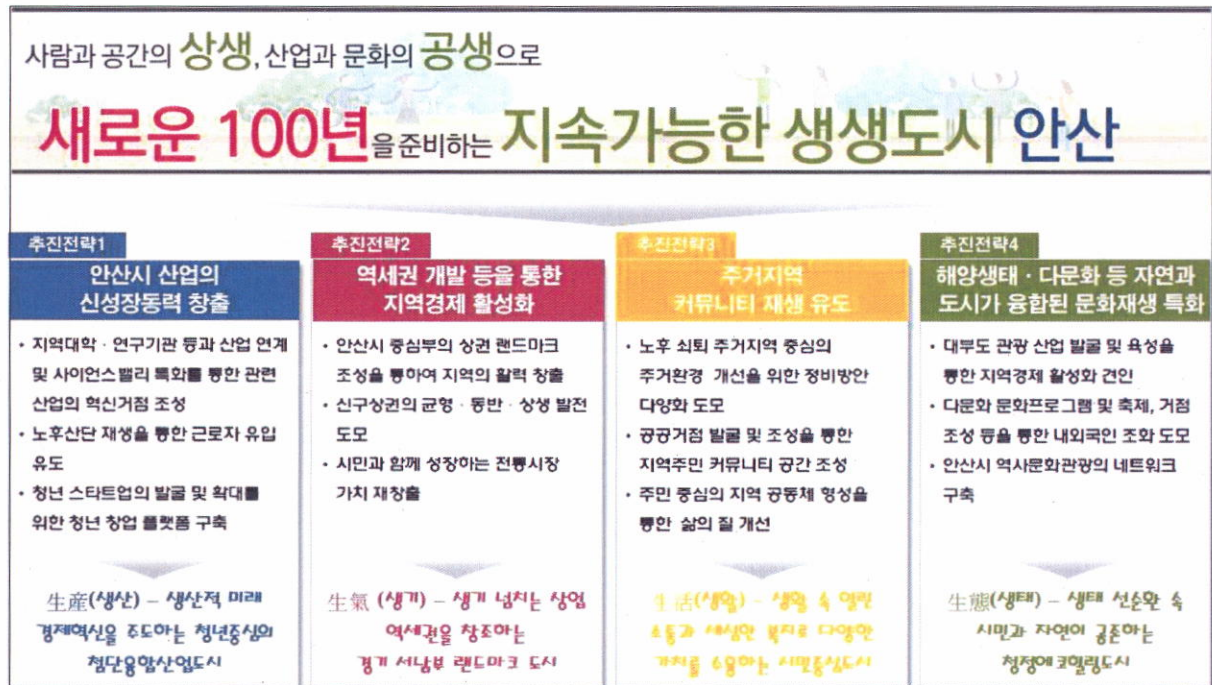 사람과 공간의 상생, 산업과 문화의 공생으로
새로운 100년을 준비하는 지속가능한 생생도시 안산
추진전략1
안산시 산업의
신성장동력 창출
• 지역대학 · 연구기관 등과 산업 연계
및 사이언스밸리 특화를 통한 관련
산업의 혁신거점 조성
• 노후산단 재생을 통한 근로자 유입
유도
• 청년 스타트업의 발굴 및 확대를
위한 청년 창업 플랫폼 구축
生産(생산) – 생산적 미래
경제혁신을 주도하는 청년중심의
첨단융합산업도시
추진전략2
역세권 개발 등을 통한
지역경제 활성화
• 안산시 중심부의 상권 랜드마크
조성을 통하여 지역의 활력 창출
• 신구상권의 균형 · 동반 · 상생 발전
도모
• 시민과 함께 성장하는 전통시장
가치 재창출
生氣 (생기) – 생기 넘치는 상업
역세권을 창조하는
경기 서남부 랜드마크 도시
추진전략3
주거지역
커뮤니티 재생 유도
• 노후 쇠퇴 주거지역 중심의
주거환경 개선을 위한 정비방안
다양화 도모
• 공공거점 발굴 및 조성을 통한
지역주민 커뮤니티 공간 조성
• 주민 중심의 지역 공동체 형성을
통한 삶의 질 개선
生活(생활) – 생활 속 열린
소통과 세심한 복지로 다양한
가치를 수용하는 시민중심도시
추진전략4
해양생태 · 다문화 등 자연과
도시가 융합된 문화재생 특화
• 대부도 관광 산업 발굴 및 육성을
통한 지역경제 활성화 견인
• 다문화 문화프로그램 및 축제, 거점
조성 등을 통한 내외국인 조화 도모
• 안산시 역사문화관광의 네트워크
구축
生態(생태) – 생태 선순환 속
시민과 자연이 공존하는
청정에코힐링도시